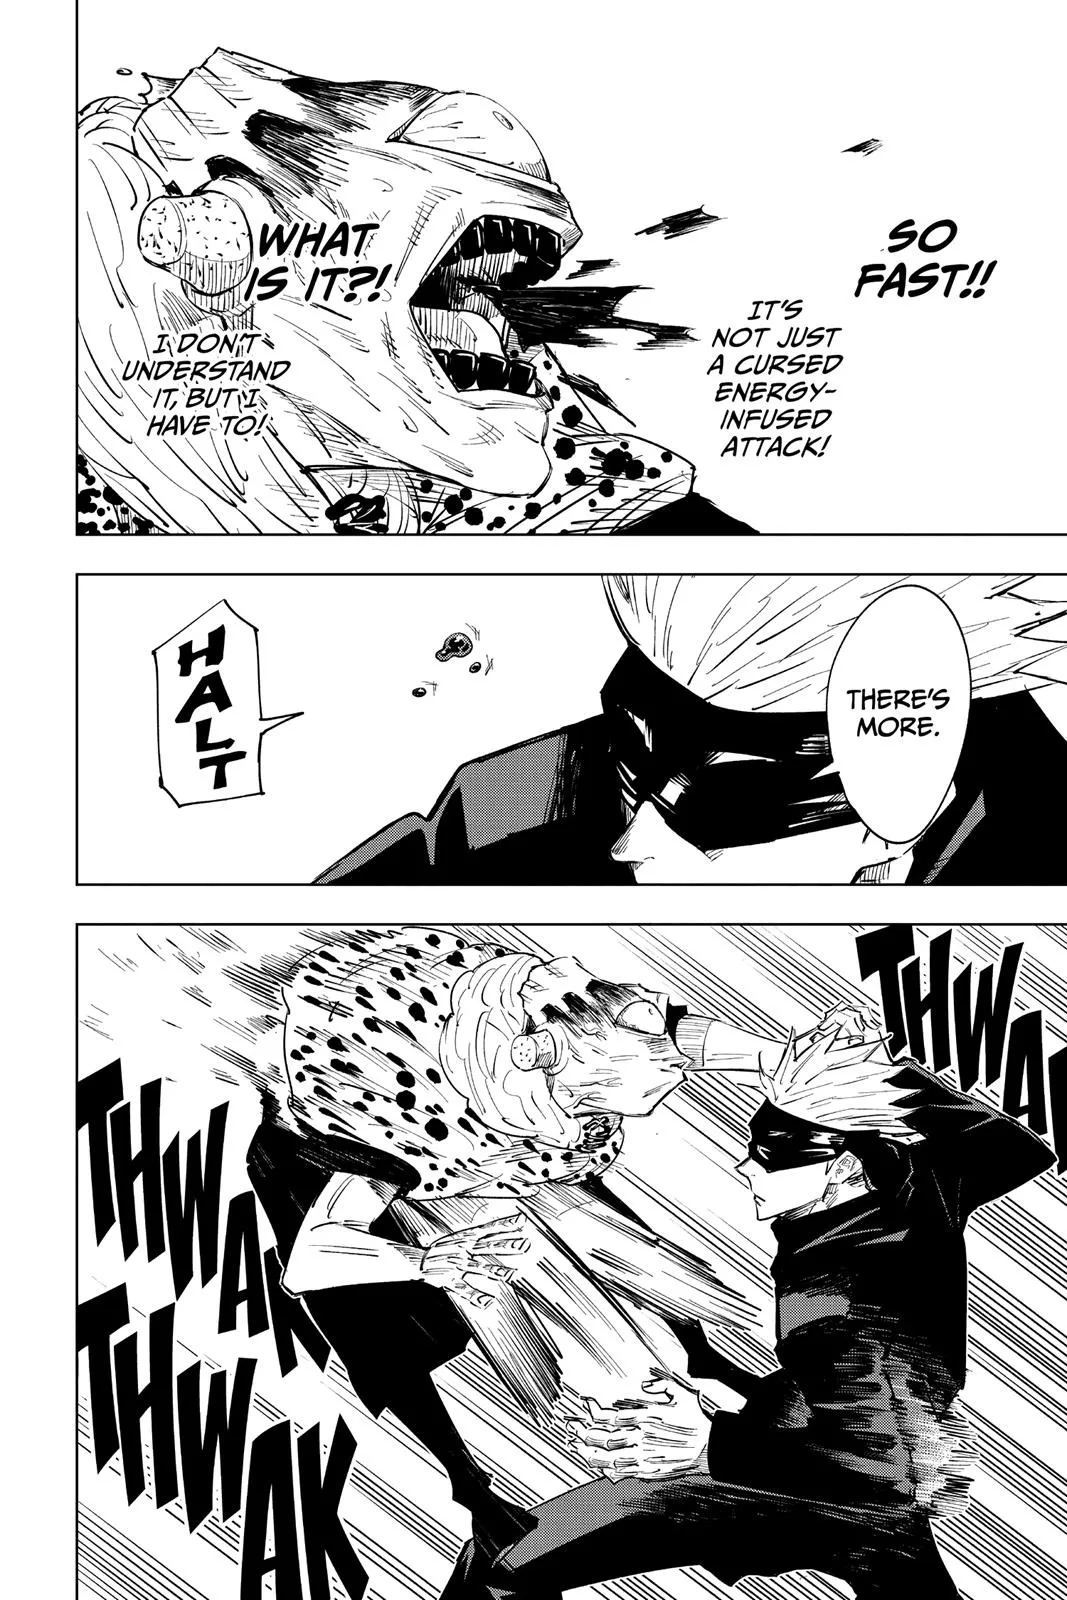 SO
FAST!!
IT'S
NOT JUST
A CURSED
ENERGY-
INFUSED
ATTACK!
WHAT
IS IT?!
I DON'T
UNDERSTAND
IT, BUT I
HAVE TO!
THERE'S
MORE.
HALT
THWAK
THWAK
THWAK